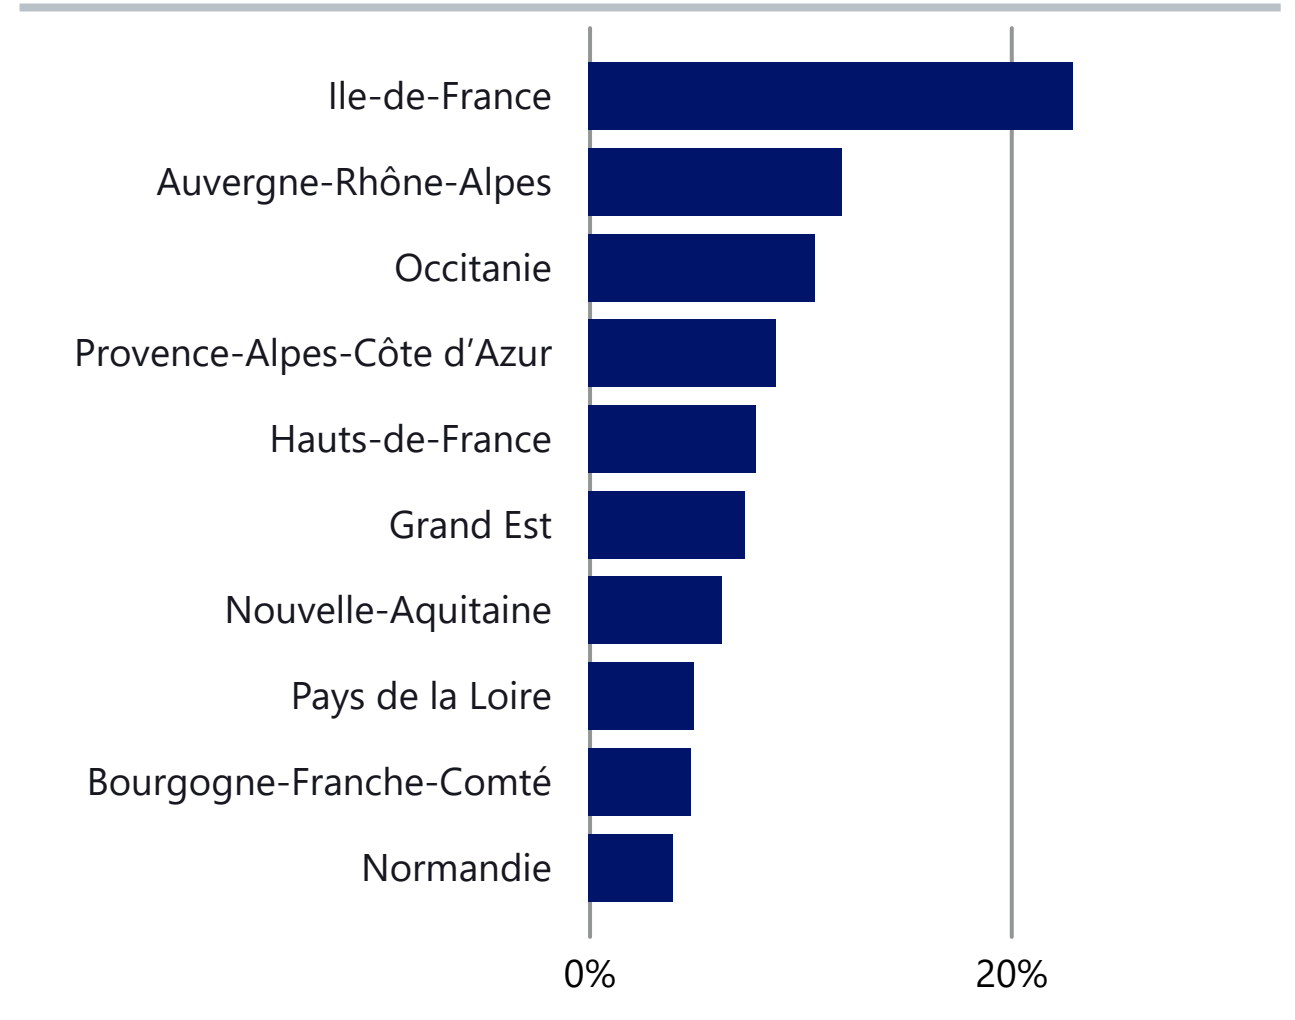 Ile-de-France
Auvergne-Rhône-Alpes
Occitanie
Provence-Alpes-Côte d’Azur
Hauts-de-France
Grand Est
Nouvelle-Aquitaine
Pays de la Loire
Bourgogne-Franche-Comté
Normandie
0% 20%